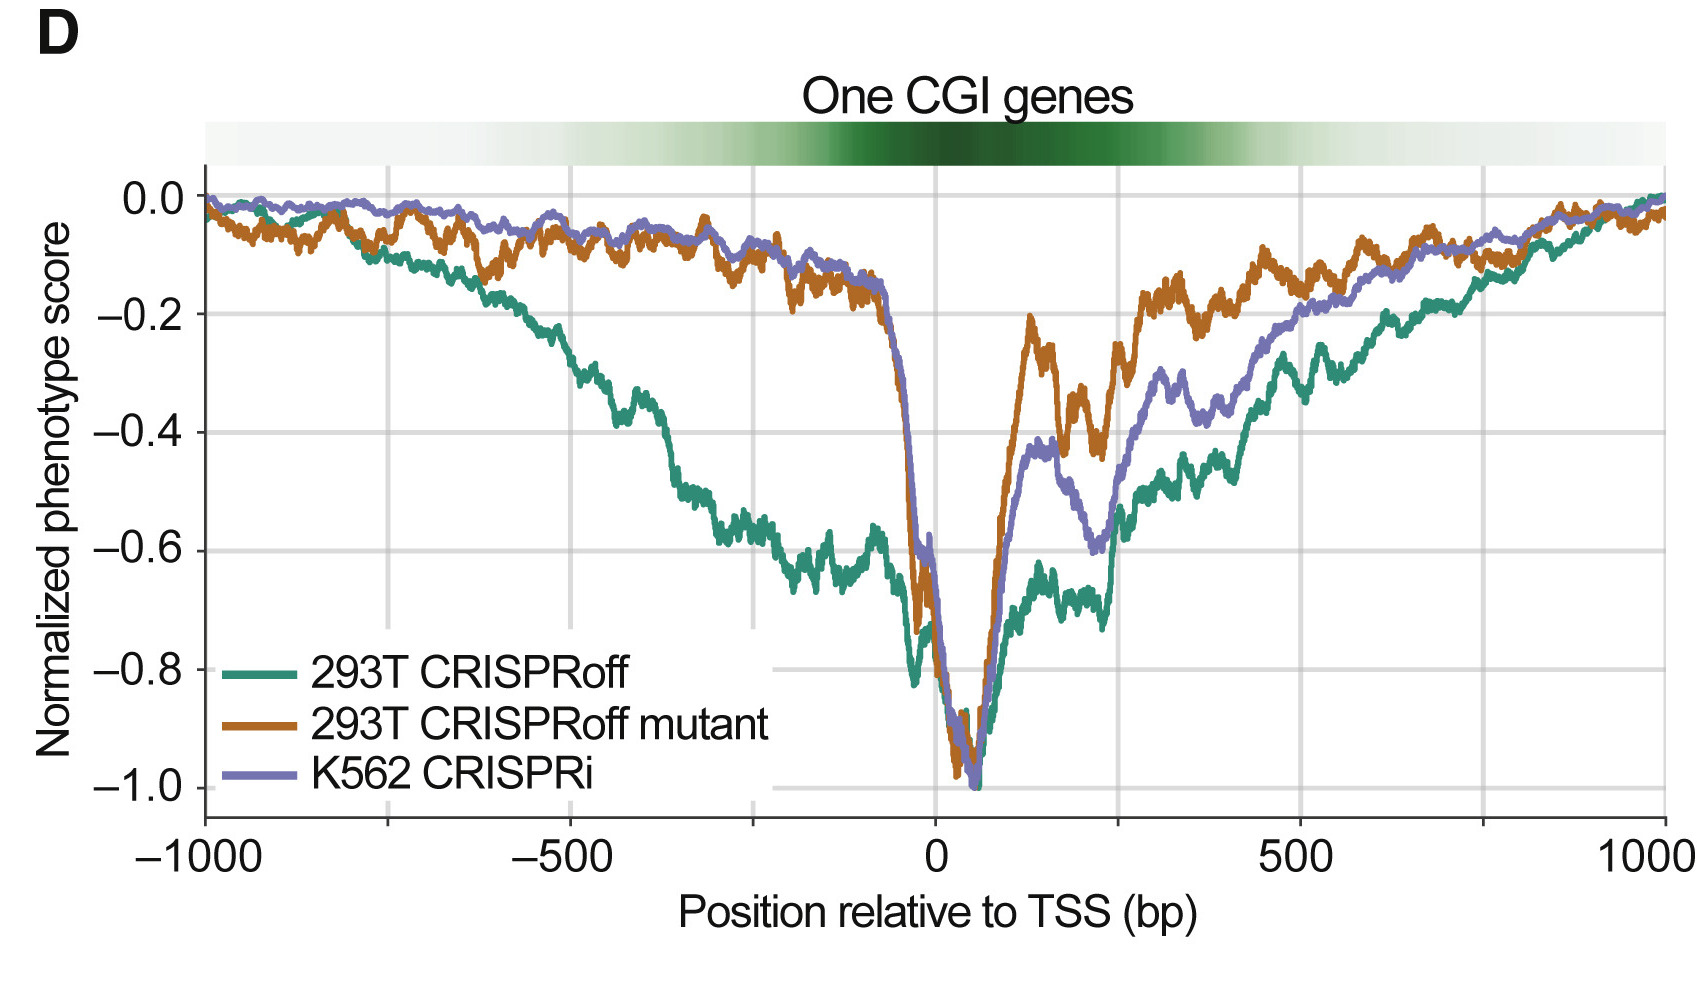 D
One CGI genes
Normalized phenotype score
0.0
–0.2
–0.4
–0.6
–0.8
–1.0
293T CRISPRoff
293T CRISPRoff mutant
K562 CRISPRi
–1000 –500 0 500 1000
Position relative to TSS (bp)